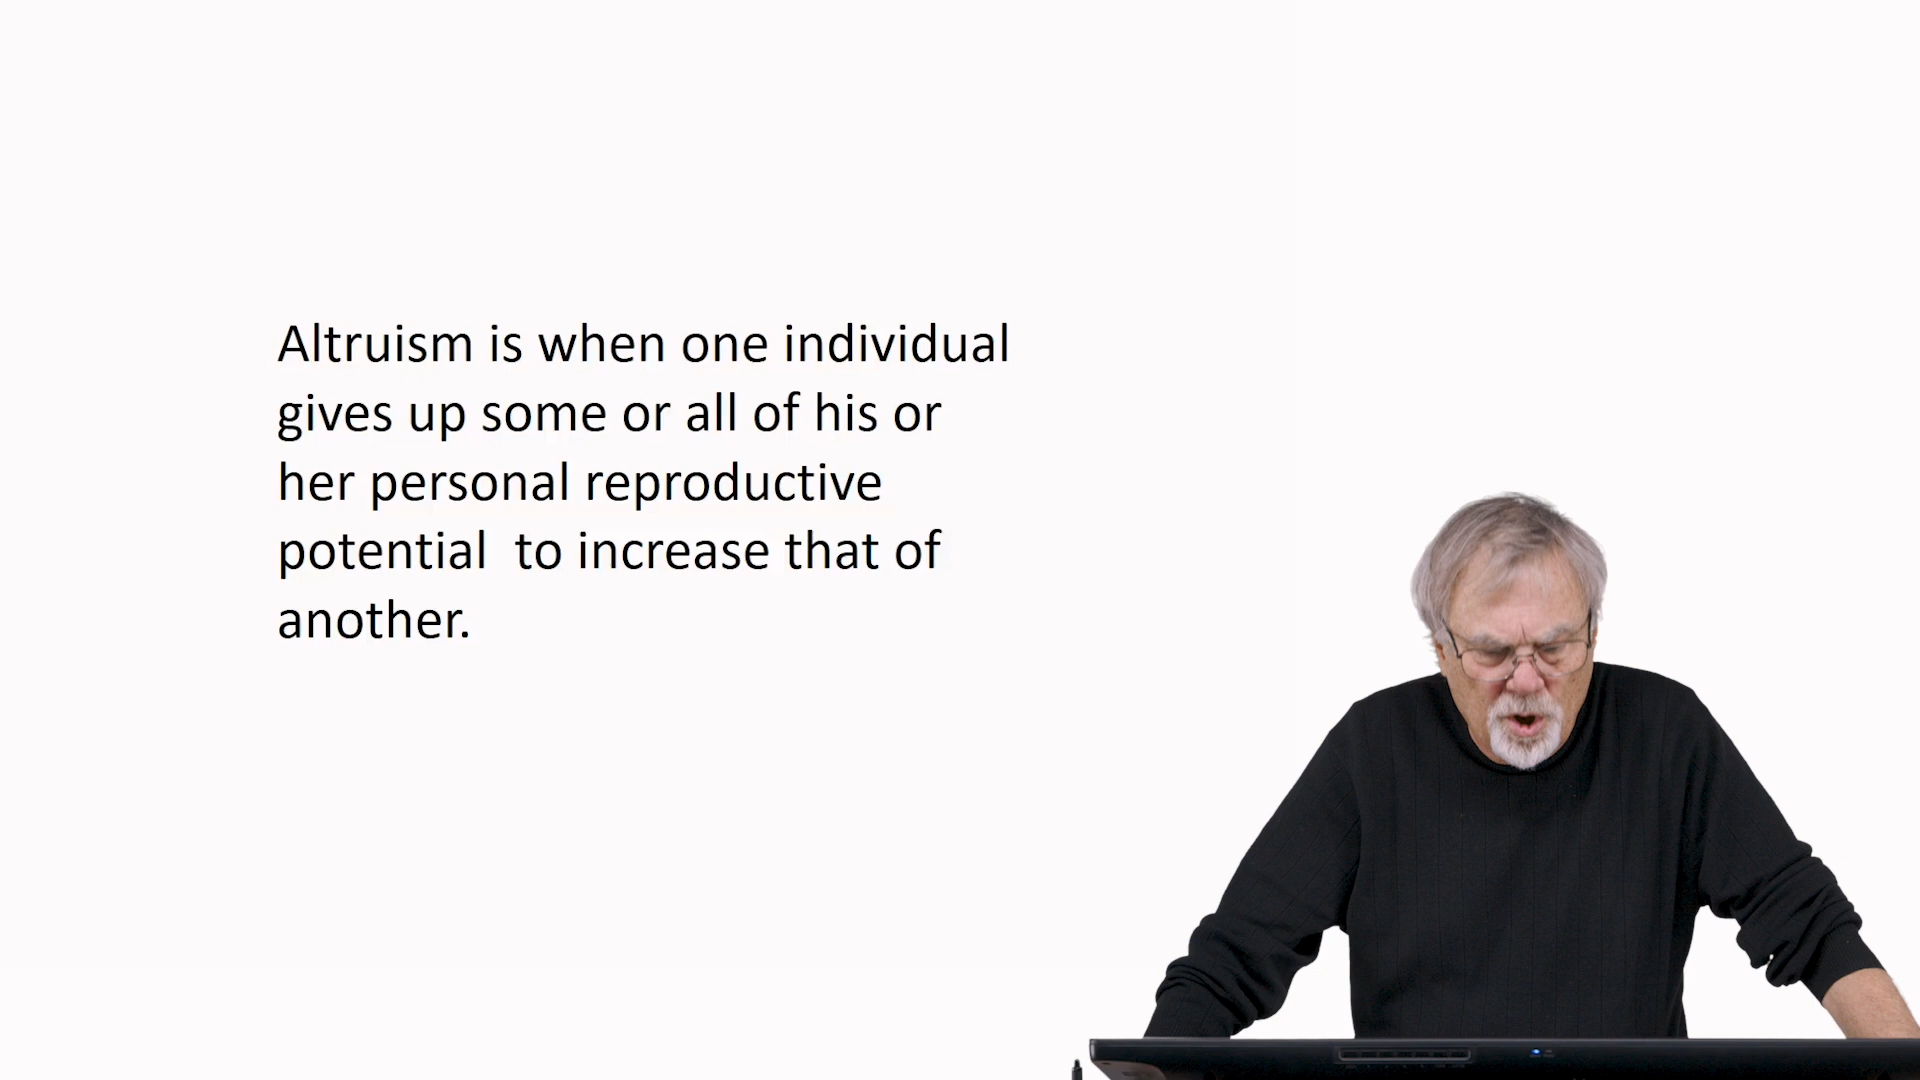 Altruism is when one individual
gives up some or all of his or
her personal reproductive
potential  to increase that of
another.